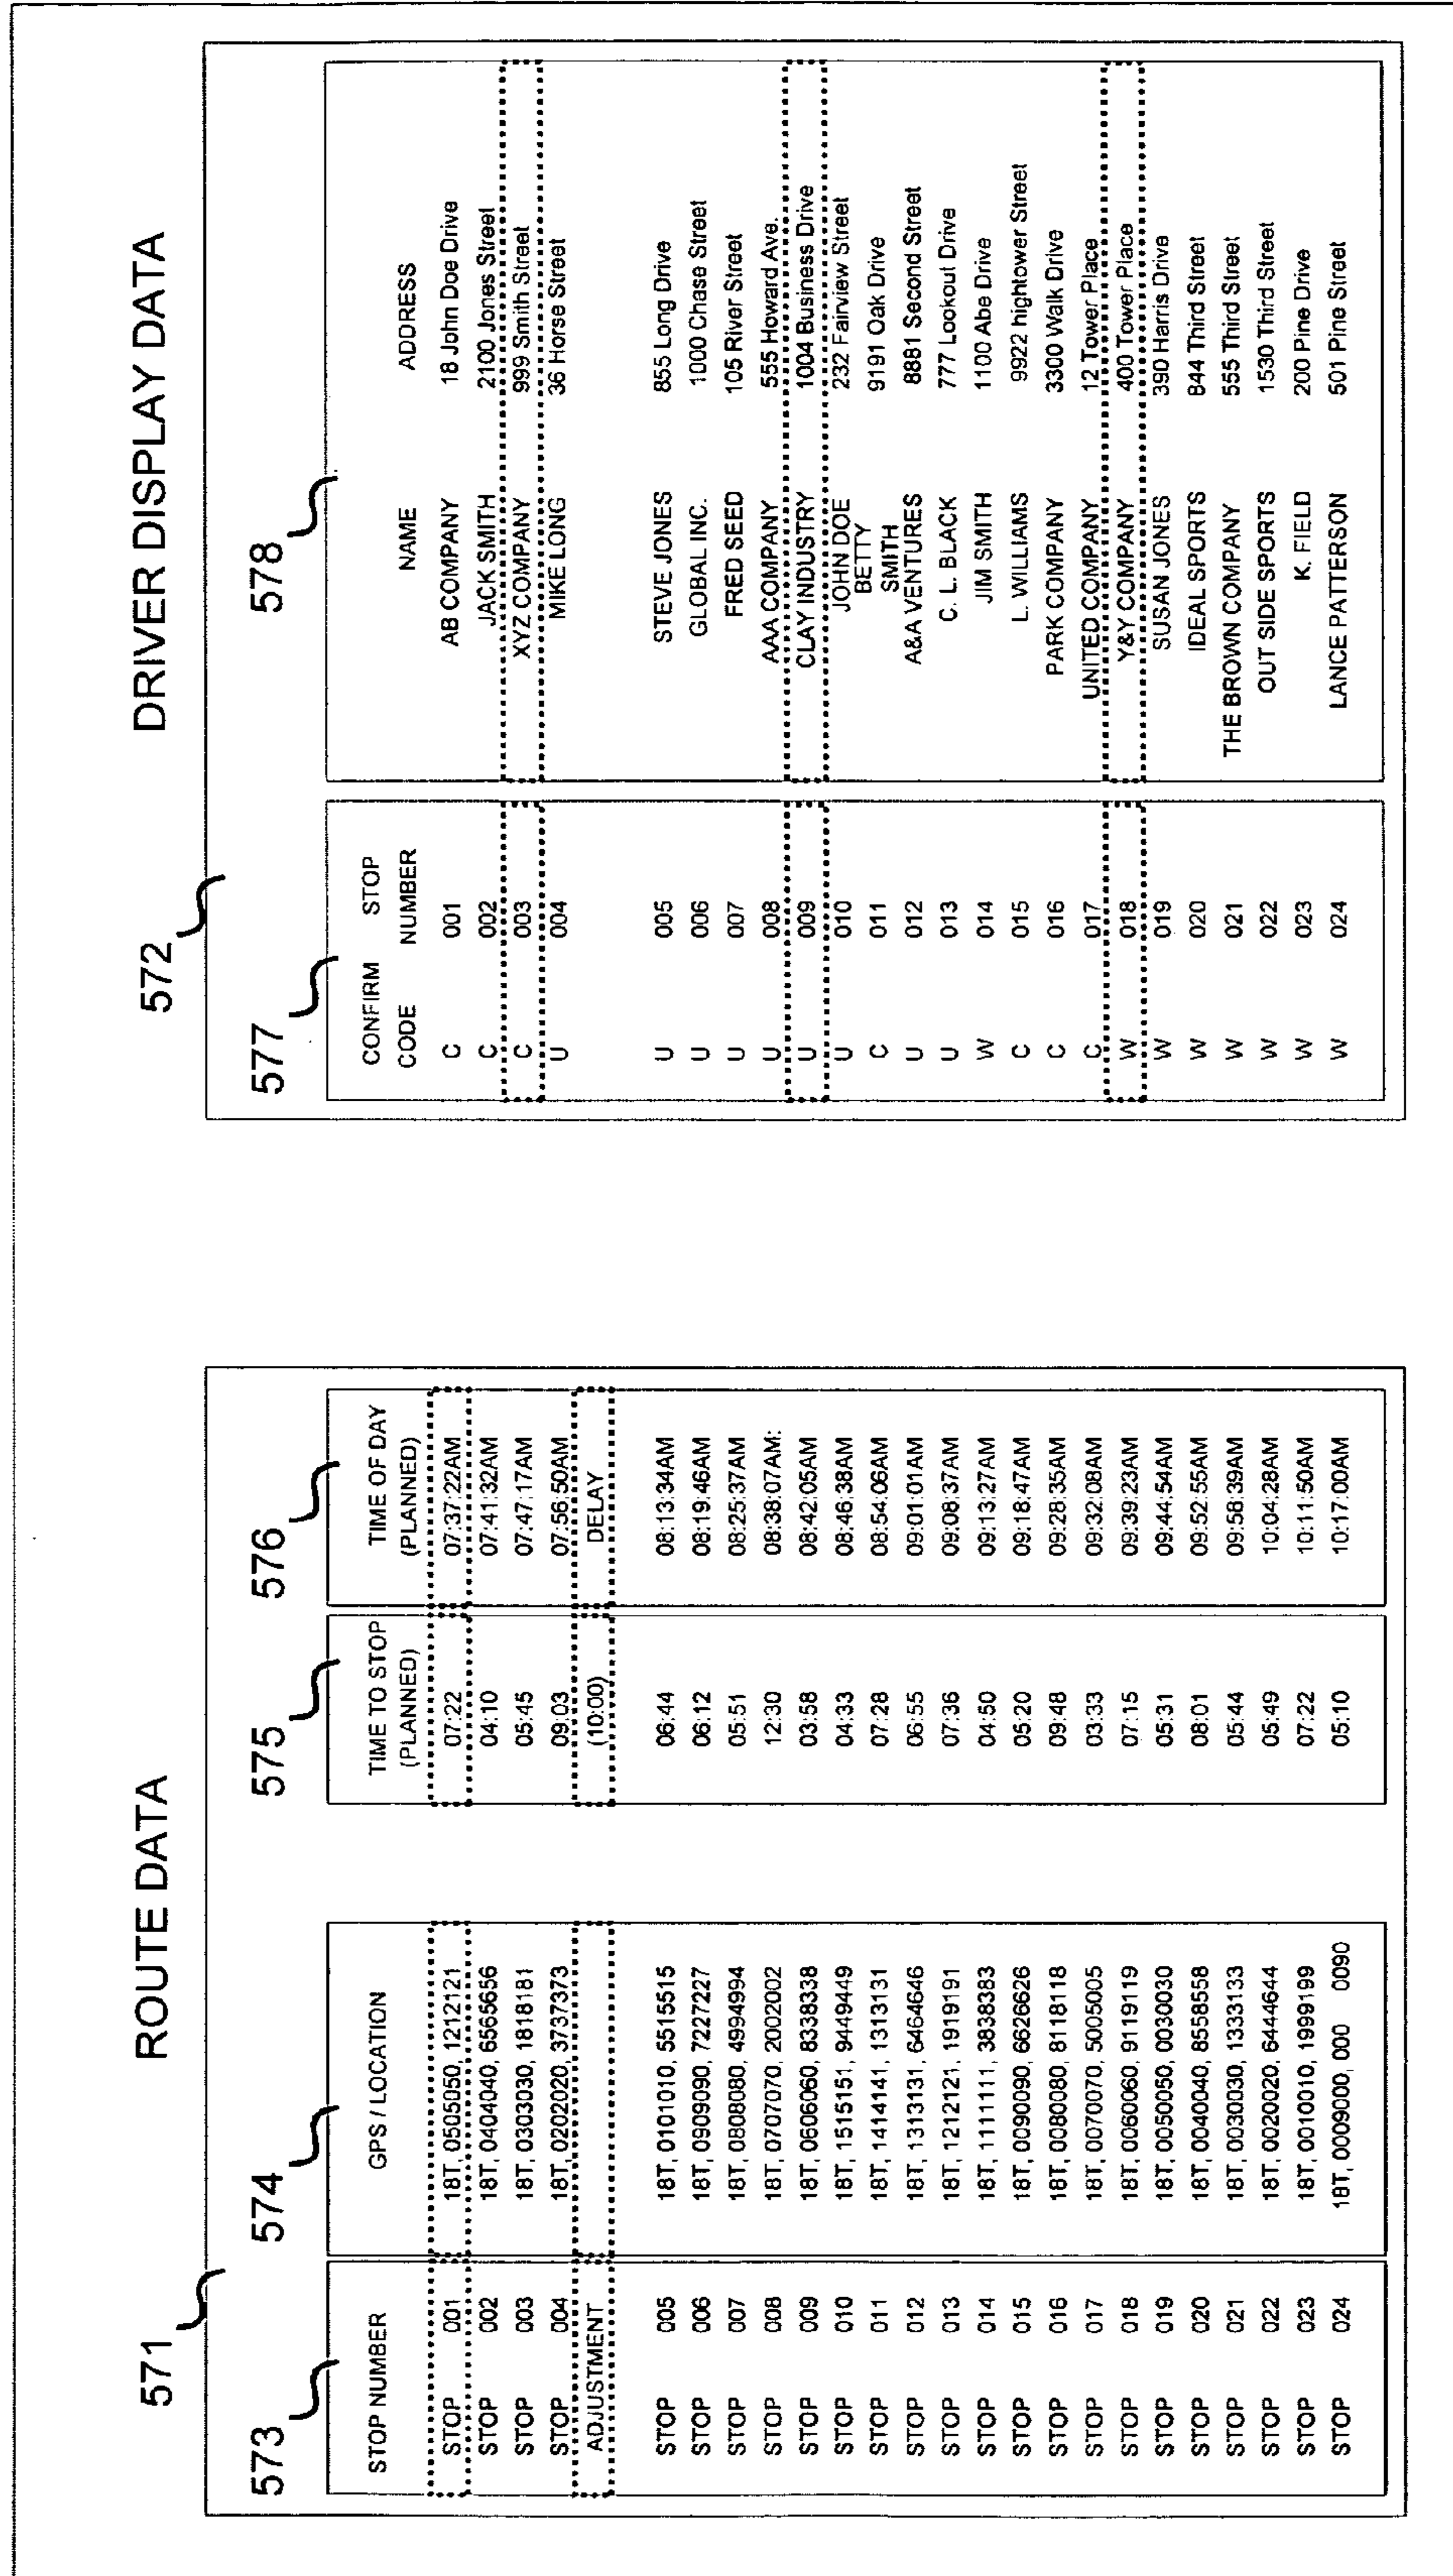 ROUTE DATA
571
573
574
575
576
STOP NUMBER GPS / LOCATION TIME TO STOP (PLANNED) TIME OF DAY (PLANNED)
STOP 001 18T, 0505050, 1212121 07:22 07:37:22AM
STOP 002 18T, 0404040, 6565656 04:10 07:41:32AM
STOP 003 18T, 0303030, 1818181 05:45 07:47:17AM
STOP 004 18T, 0202020, 3737373 09:03 07:56:50AM
ADJUSTMENT (10:00) DELAY
STOP 005 18T, 0101010, 5515515 06:44 08:13:34AM
STOP 006 18T, 0909090, 7227227 06:12 08:19:46AM
STOP 007 18T, 0808080, 4994994 05:51 08:25:37AM
STOP 008 18T, 0707070, 2002002 12:30 08:38:07AM:
STOP 009 18T, 0606060, 8338338 03:58 08:42:05AM
STOP 010 18T, 1515151, 9449449 04:33 08:46:38AM
STOP 011 18T, 1414141, 1313131 07:28 08:54:06AM
STOP 012 18T, 1313131, 6464646 06:55 09:01:01AM
STOP 013 18T, 1212121, 1919191 07:36 09:08:37AM
STOP 014 18T, 1111111, 3838383 04:50 09:13:27AM
STOP 015 18T, 0090090, 6626626 05:20 09:18:47AM
STOP 016 18T, 0080080, 8118118 09:48 09:28:35AM
STOP 017 18T, 0070070, 5005005 03:33 09:32:08AM
STOP 018 18T, 0060060, 9119119 07:15 09:39:23AM
STOP 019 18T, 0050050, 0030030 05:31 09:44:54AM
STOP 020 18T, 0040040, 8558558 08:01 09:52:55AM
STOP 021 18T, 0030030, 1333133 05:44 09:58:39AM
STOP 022 18T, 0020020, 6444644 05:49 10:04:28AM
STOP 023 18T, 0010010, 1999199 07:22 10:11:50AM
STOP 024 18T, 0009000, 000 0090 05:10 10:17:00AM
DRIVER DISPLAY DATA
572
577
578
CONFIRM CODE STOP NUMBER NAME ADDRESS
C 001 AB COMPANY 18 John Doe Drive
C 002 JACK SMITH 2100 Jones Street
C 003 XYZ COMPANY 999 Smith Street
U 004 MIKE LONG 36 Horse Street
U 005 STEVE JONES 855 Long Drive
U 006 GLOBAL INC. 1000 Chase Street
U 007 FRED SEED 105 River Street
U 008 AAA COMPANY 555 Howard Ave.
U 009 CLAY INDUSTRY 1004 Business Drive
U 010 JOHN DOE 232 Fairview Street
C 011 BETTY SMITH 9191 Oak Drive
U 012 A&A VENTURES 8881 Second Street
U 013 C. L. BLACK 777 Lookout Drive
W 014 JIM SMITH 1100 Abe Drive
C 015 L. WILLIAMS 9922 hightower Street
C 016 PARK COMPANY 3300 Walk Drive
C 017 UNITED COMPANY 12 Tower Place
W 018 Y&Y COMPANY 400 Tower Place
W 019 SUSAN JONES 390 Harris Drive
W 020 IDEAL SPORTS 844 Third Street
W 021 THE BROWN COMPANY 555 Third Street
W 022 OUT SIDE SPORTS 1530 Third Street
W 023 K. FIELD 200 Pine Drive
W 024 LANCE PATTERSON 501 Pine Street